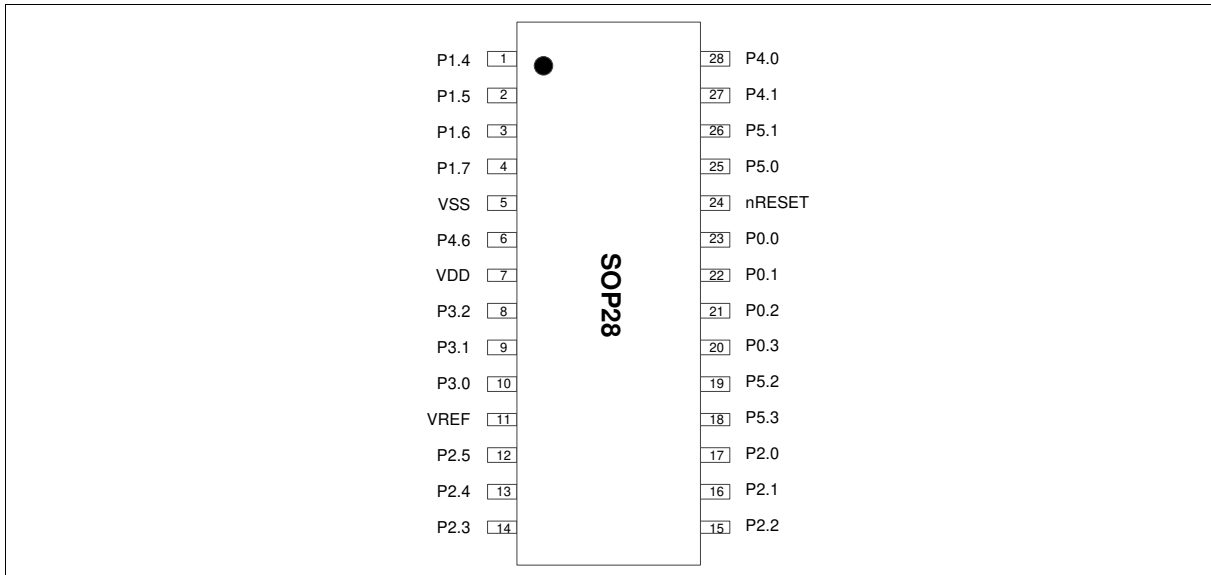 P1.4 1 28 P4.0
P1.5 2 27 P4.1
P1.6 3 26 P5.1
P1.7 4 25 P5.0
VSS 5 24 nRESET
P4.6 6 23 P0.0
VDD 7 22 P0.1
P3.2 8 21 P0.2
P3.1 9 20 P0.3
P3.0 10 19 P5.2
VREF 11 18 P5.3
P2.5 12 17 P2.0
P2.4 13 16 P2.1
P2.3 14 15 P2.2
SOP28